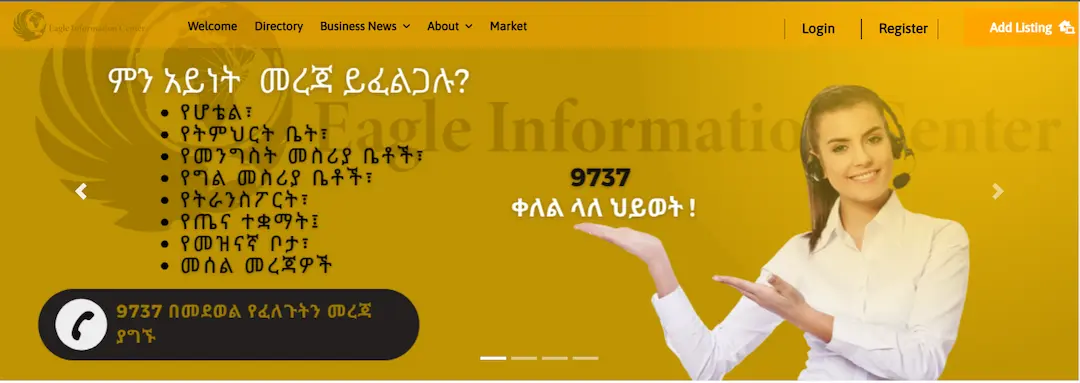 Eagle Information Center
Welcome Directory Business News About Market Login Register Add Listing
ምን አይነት መረጃ ይፈልጋሉ?
Eagle Information Center
• የሆቴል፣
• የትምህርት ቤት፣
• የመንግስት መስሪያ ቤቶች፣
• የግል መስሪያ ቤቶች፣
• የትራንስፖርት፣
• የጤና ተቋማት፤
• የመዝናኛ ቦታ፣
• መሰል መረጃዎች
9737
ቀለል ላለ ህይወት !
9737 በመደወል የፈለጉትን መረጃ
ያግኙ